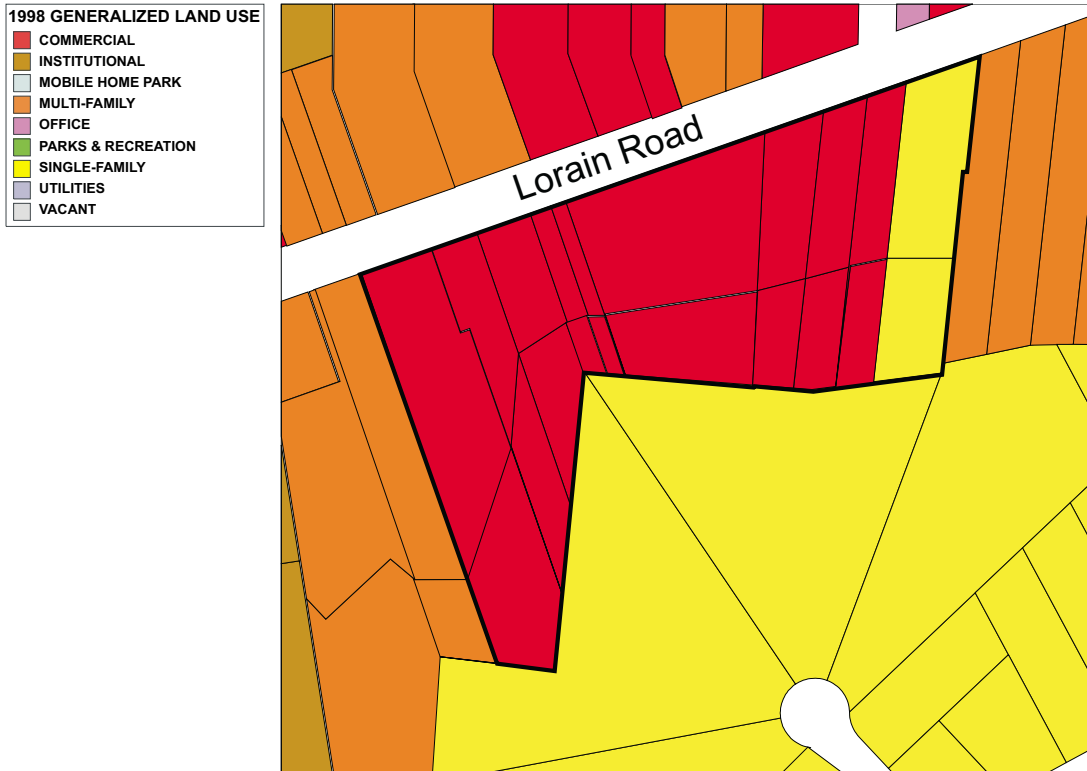 1998 GENERALIZED LAND USE
COMMERCIAL
INSTITUTIONAL
MOBILE HOME PARK
MULTI-FAMILY
OFFICE
PARKS & RECREATION
SINGLE-FAMILY
UTILITIES
VACANT
Lorain Road